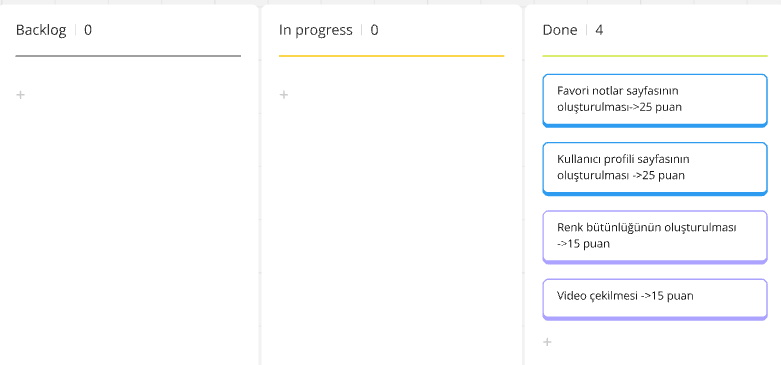 Backlog | 0
In progress | 0
Done | 4
Favori notlar sayfasının
oluşturulması->25 puan
Kullanıcı profili sayfasının
oluşturulması ->25 puan
Renk bütünlüğünün oluşturulması
->15 puan
Video çekilmesi ->15 puan